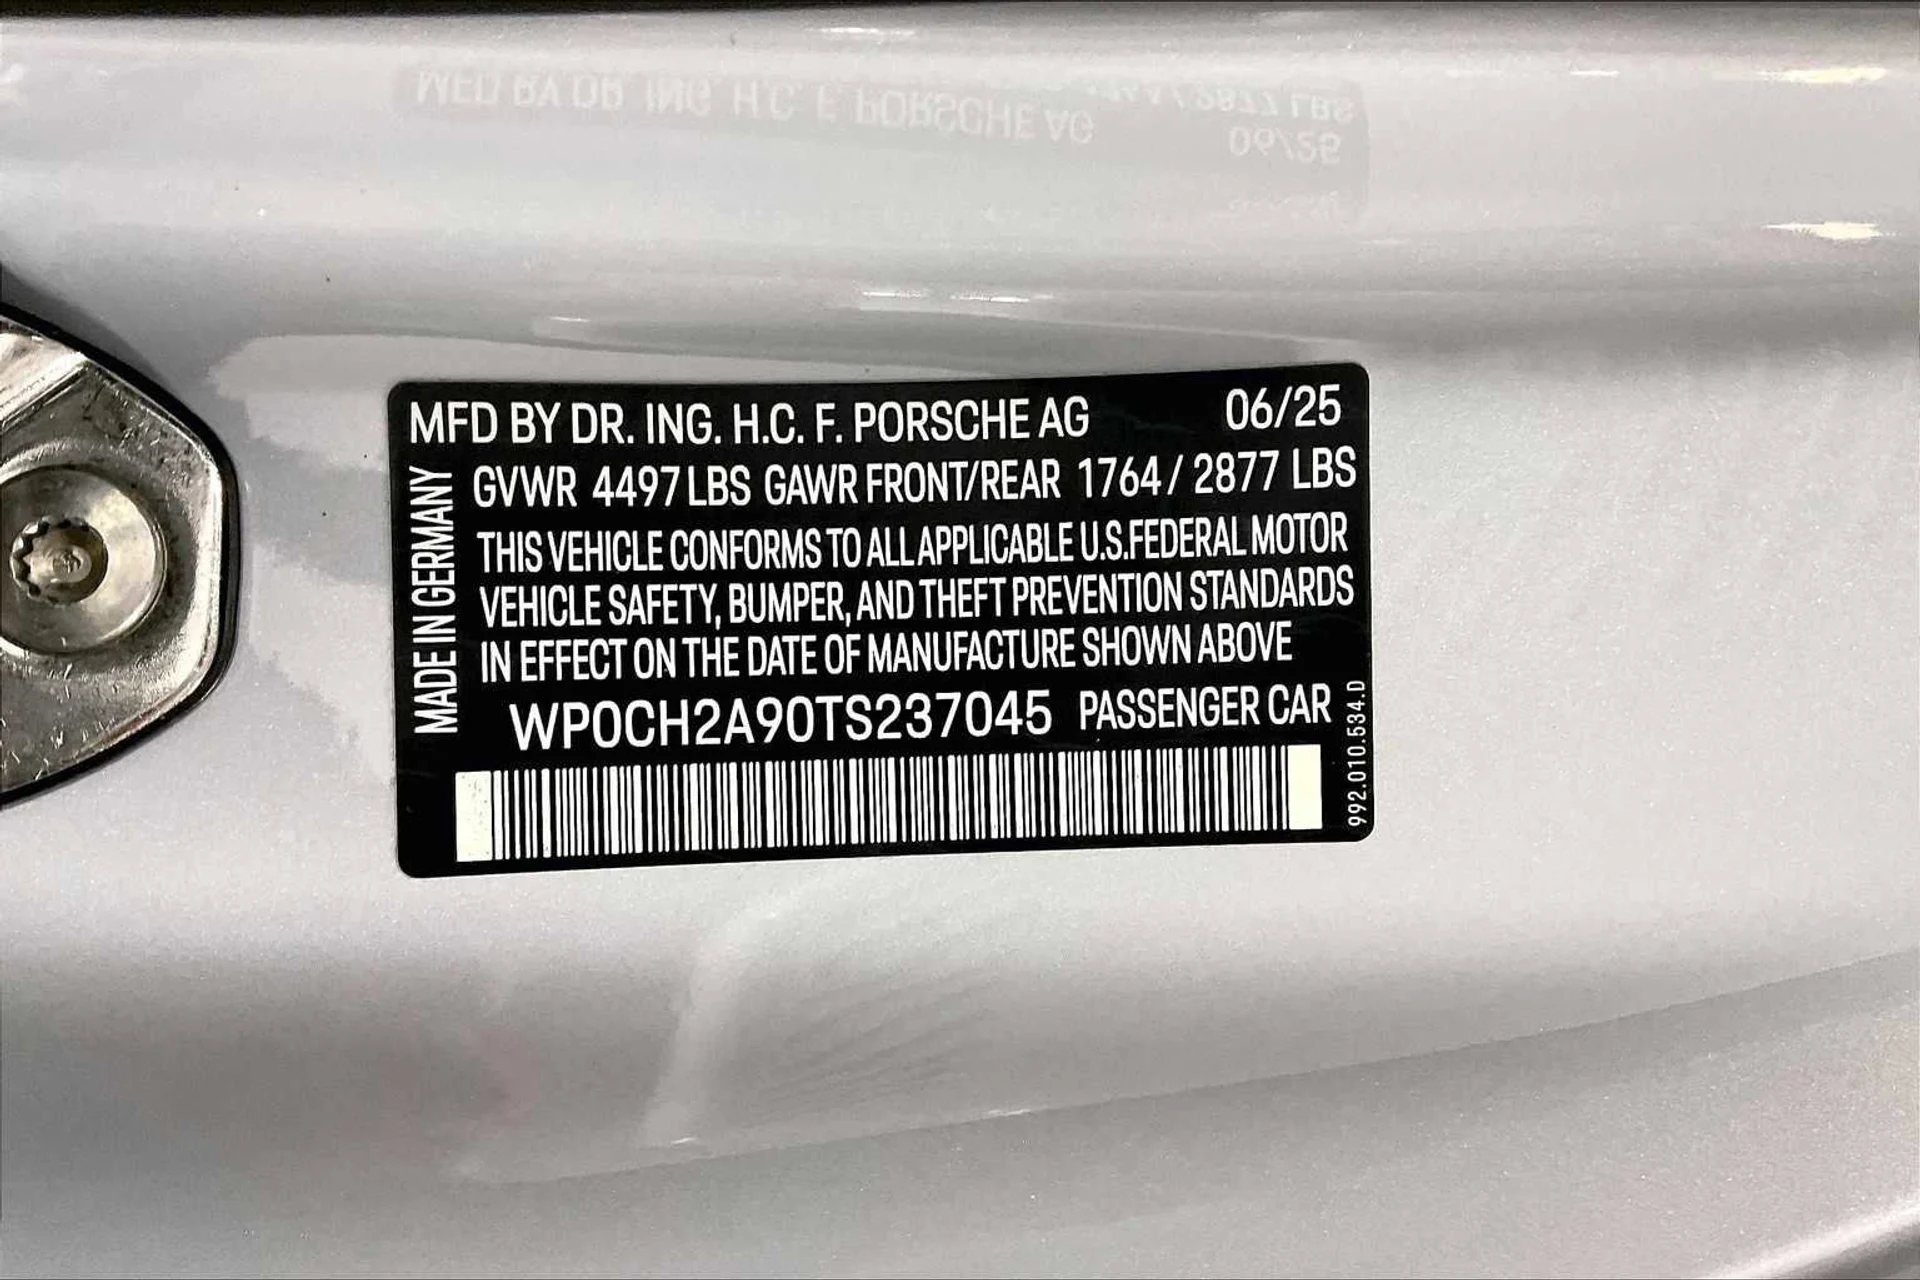 MFD BY DR. ING. H.C. F. PORSCHE AG 06/25
GVWR 4497 LBS GAWR FRONT/REAR 1764 / 2877 LBS
THIS VEHICLE CONFORMS TO ALL APPLICABLE U.S.FEDERAL MOTOR
VEHICLE SAFETY, BUMPER, AND THEFT PREVENTION STANDARDS
IN EFFECT ON THE DATE OF MANUFACTURE SHOWN ABOVE
WP0CH2A90TS237045 PASSENGER CAR
MADE IN GERMANY
992.010.534.D